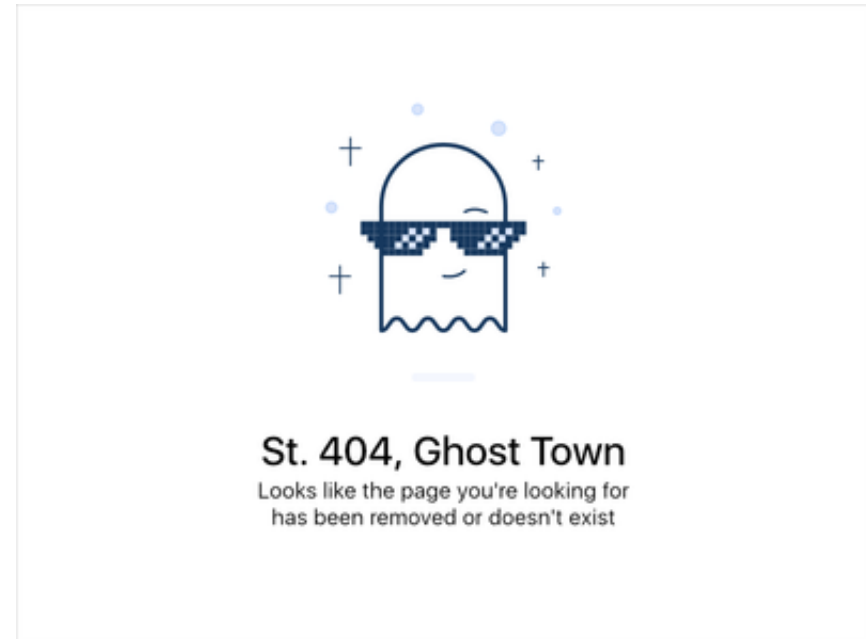 St. 404, Ghost Town
Looks like the page you're looking for
has been removed or doesn't exist